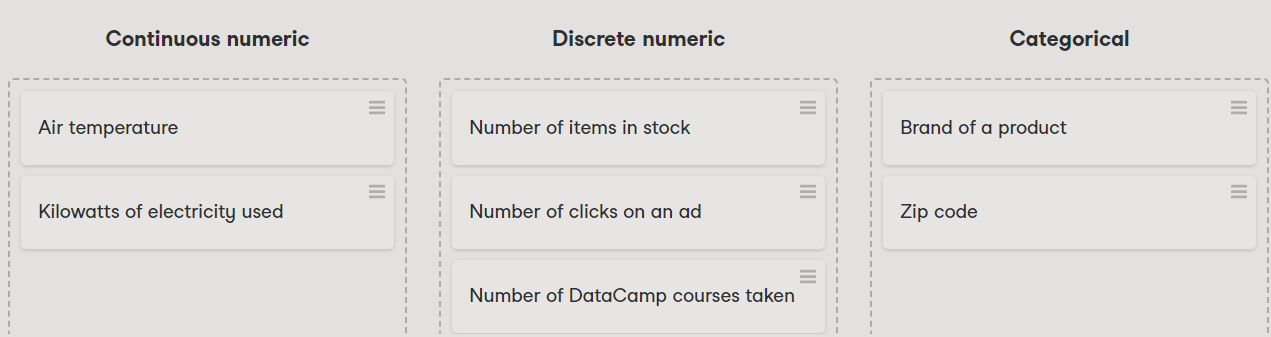 Continuous numeric
Air temperature
Kilowatts of electricity used
Discrete numeric
Number of items in stock
Number of clicks on an ad
Number of DataCamp courses taken
Categorical
Brand of a product
Zip code